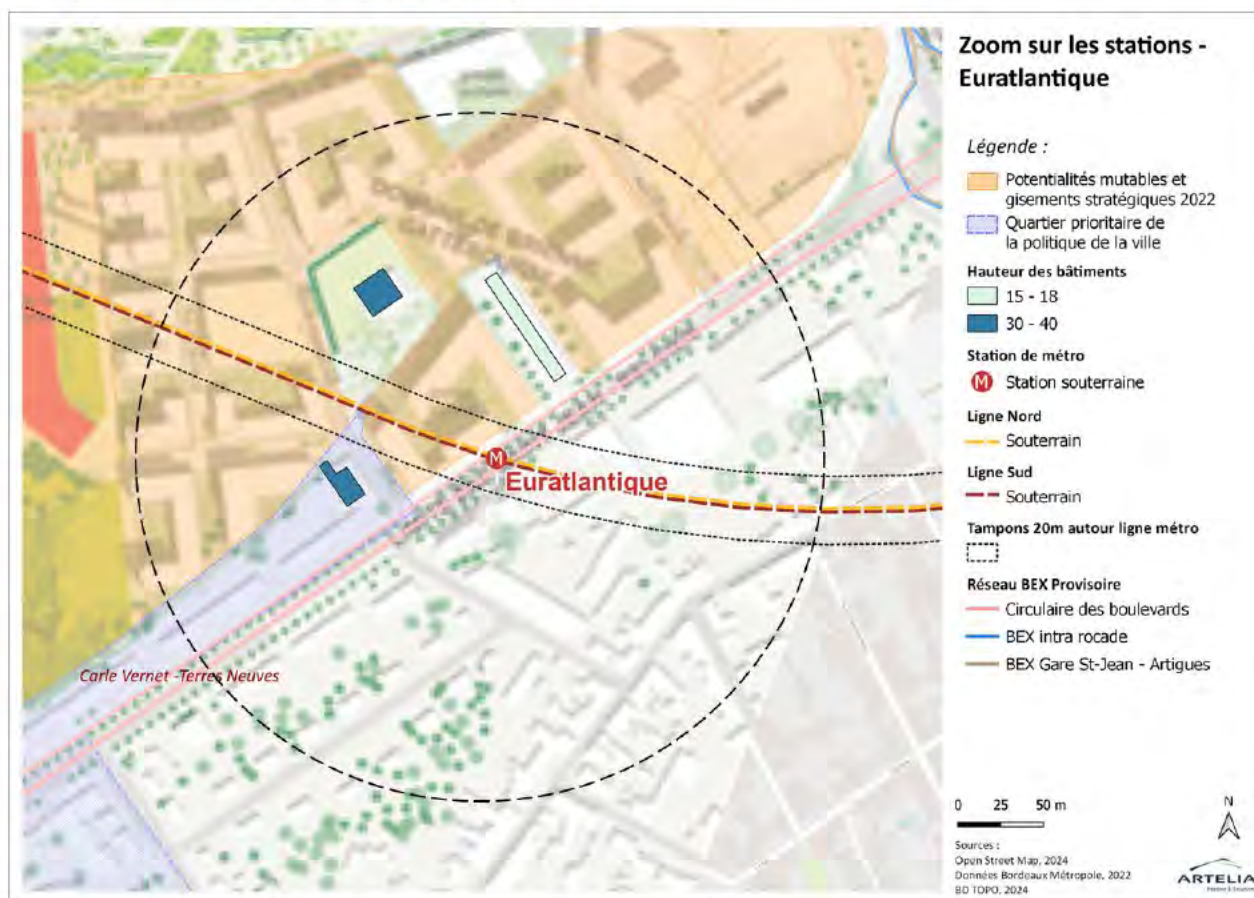 Zoom sur les stations -
Euratlantique
Légende :
Potentialités mutables et
gisements stratégiques 2022
Quartier prioritaire de
la politique de la ville
Hauteur des bâtiments
15 - 18
30 - 40
Station de métro
M Station souterraine
Ligne Nord
Souterrain
Ligne Sud
Souterrain
Tampons 20m autour ligne métro
Réseau BEX Provisoire
Circulaire des boulevards
BEX intra rocade
BEX Gare St-Jean - Artigues
M
Euratlantique
Carle Vernet -Terres Neuves
0 25 50 m
N
Sources :
Open Street Map, 2024
Données Bordeaux Métropole, 2022
BD TOPO, 2024
ARTELIA